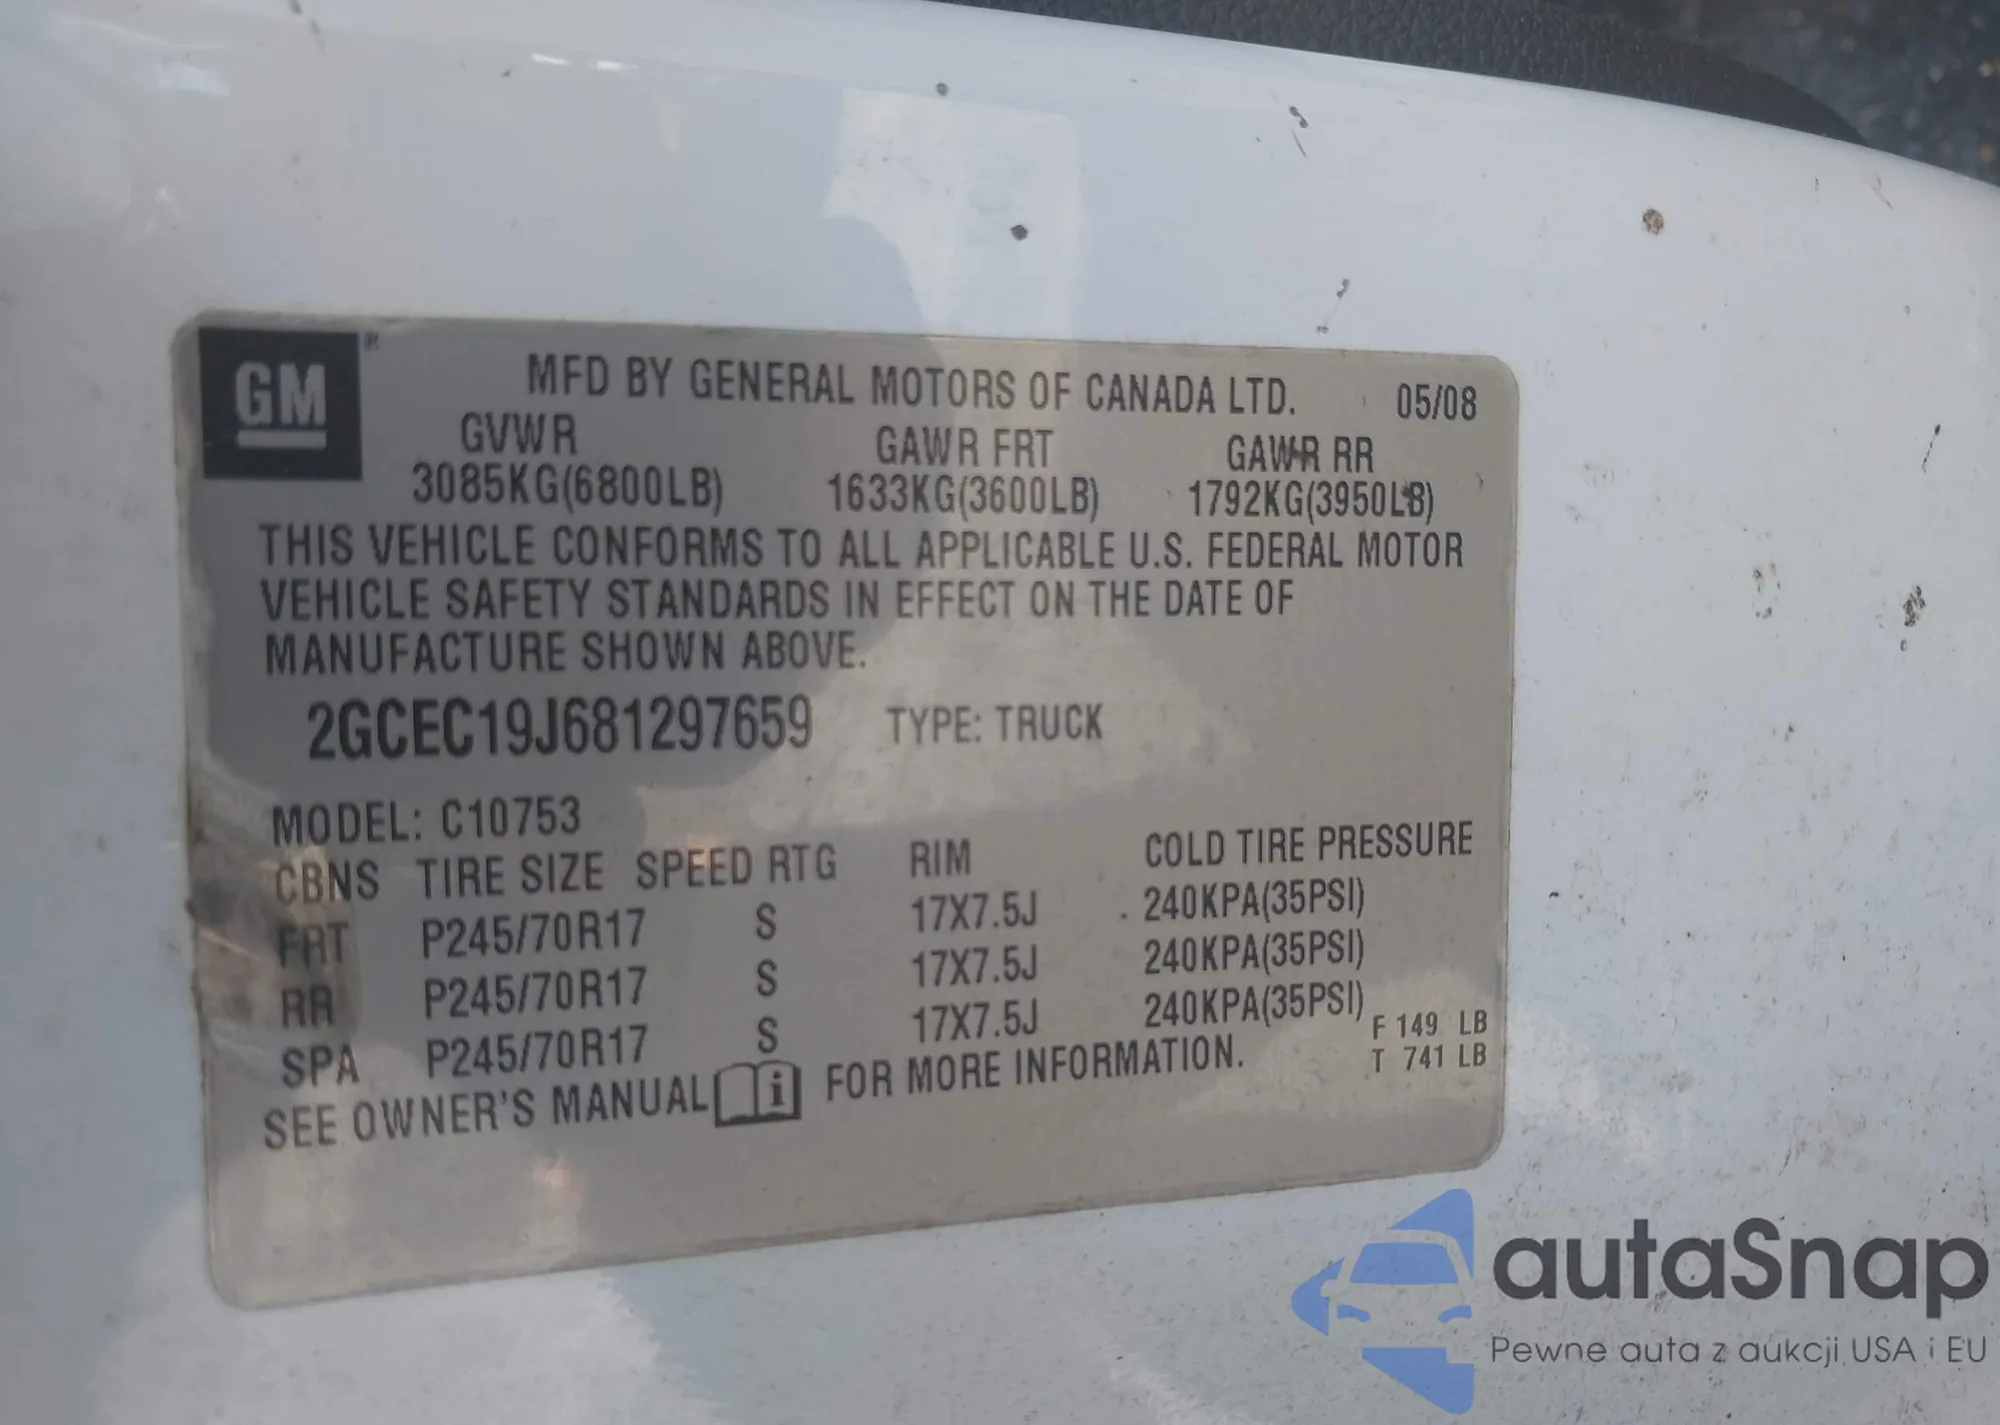 GM®
MFD BY GENERAL MOTORS OF CANADA LTD. 05/08
GVWR GAWR FRT GAWR RR
3085KG(6800LB) 1633KG(3600LB) 1792KG(3950LB)
THIS VEHICLE CONFORMS TO ALL APPLICABLE U.S. FEDERAL MOTOR
VEHICLE SAFETY STANDARDS IN EFFECT ON THE DATE OF
MANUFACTURE SHOWN ABOVE.
2GCEC19J681297659 TYPE: TRUCK
MODEL: C10753
CBNS TIRE SIZE SPEED RTG RIM COLD TIRE PRESSURE
FRT P245/70R17 S 17X7.5J 240KPA(35PSI)
RR P245/70R17 S 17X7.5J 240KPA(35PSI)
SPA P245/70R17 S 17X7.5J 240KPA(35PSI)
F 149 LB
T 741 LB
SEE OWNER'S MANUAL i FOR MORE INFORMATION.
autaSnap
Pewne auta z aukcji USA i EU